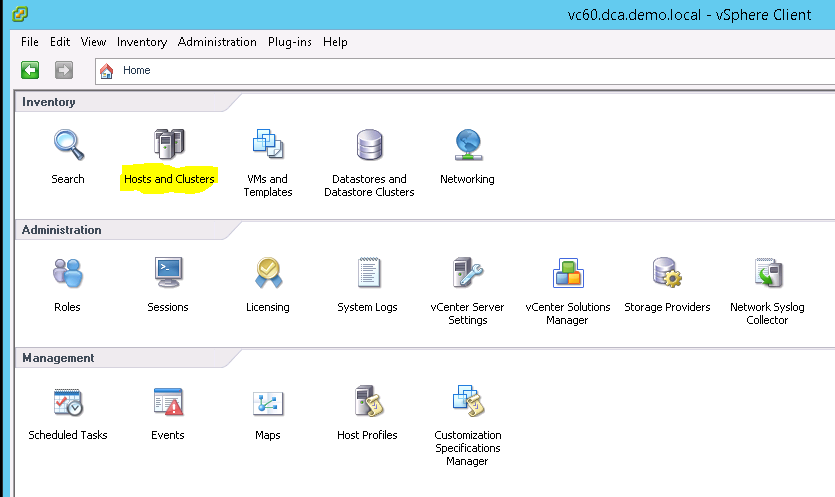 vc60.dca.demo.local - vSphere Client
File Edit View Inventory Administration Plug-ins Help
Home
Inventory
Search
Hosts and Clusters
VMs and
Templates
Datastores and
Datastore Clusters
Networking
Administration
Roles
Sessions
Licensing
System Logs
vCenter Server
Settings
vCenter Solutions
Manager
Storage Providers
Network Syslog
Collector
Management
Scheduled Tasks
Events
Maps
Host Profiles
Customization
Specifications
Manager